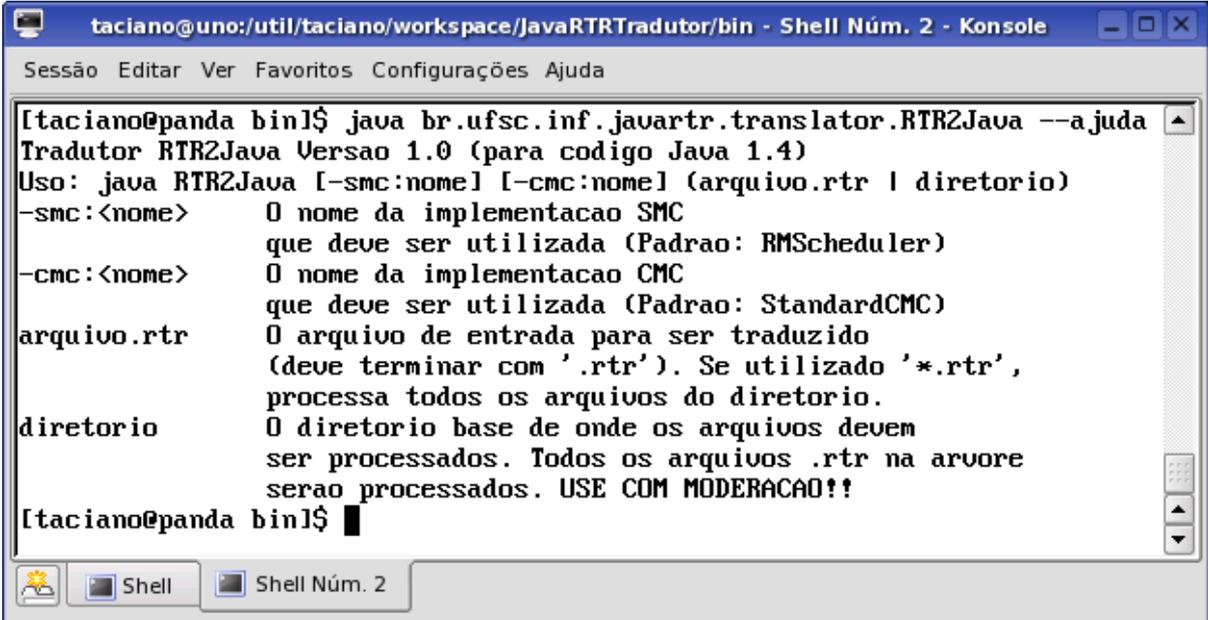 taciano@uno:/util/taciano/workspace/JavaRTRTradutor/bin - Shell Núm. 2 - Konsole
Sessão Editar Ver Favoritos Configurações Ajuda
[taciano@panda bin]$ java br.ufsc.inf.javartr.translator.RTR2Java --ajuda
Tradutor RTR2Java Versao 1.0 (para codigo Java 1.4)
Uso: java RTR2Java [-smc:nome] [-cmc:nome] (arquivo.rtr | diretorio)
-smc:<nome> O nome da implementacao SMC
que deve ser utilizada (Padrao: RMScheduler)
-cmc:<nome> O nome da implementacao CMC
que deve ser utilizada (Padrao: StandardCMC)
arquivo.rtr O arquivo de entrada para ser traduzido
(deve terminar com '.rtr'). Se utilizado '*.rtr',
processa todos os arquivos do diretorio.
diretorio O diretorio base de onde os arquivos devem
ser processados. Todos os arquivos .rtr na arvore
serao processados. USE COM MODERACAO!!
[taciano@panda bin]$
Shell Shell Núm. 2